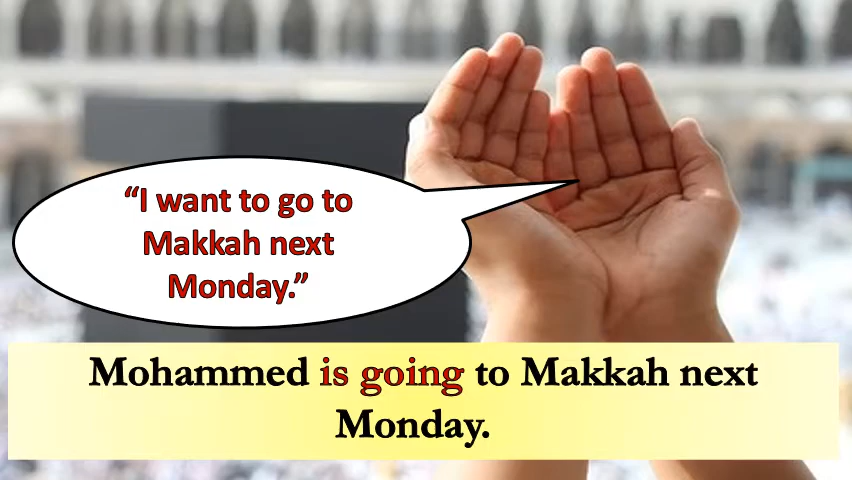 “I want to go to
Makkah next
Monday.”
Mohammed is going to Makkah next
Monday.